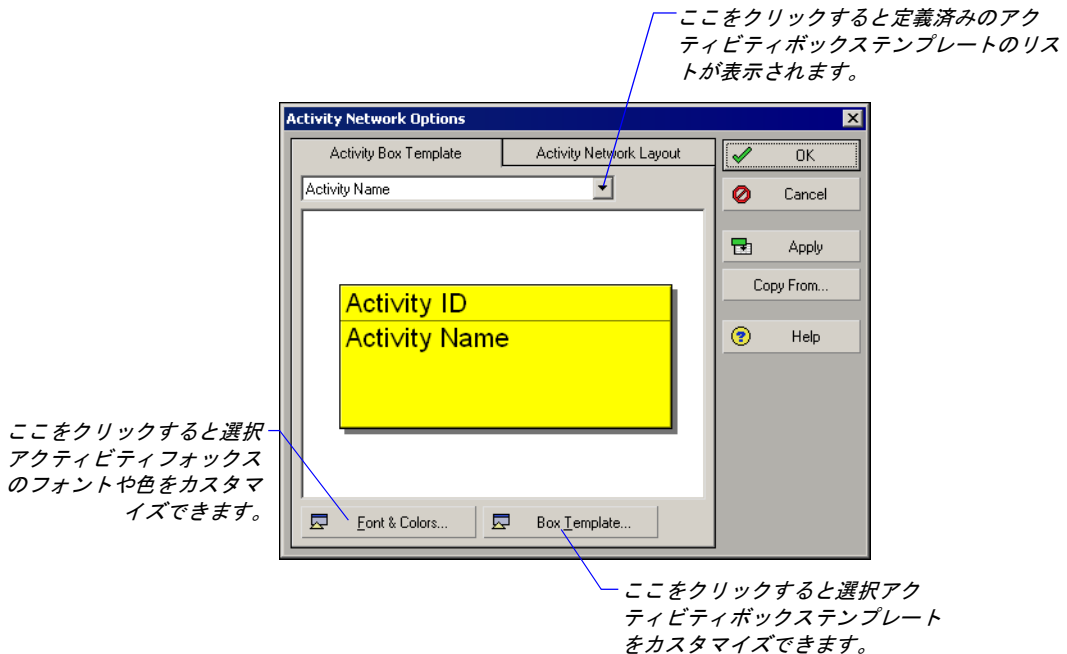 ここをクリックすると定義済みのアク
ティビティボックステンプレートのリス
トが表示されます。
Activity Network Options
Activity Box Template
Activity Network Layout
OK
Activity Name
Cancel
Apply
Copy From...
Help
Activity ID
Activity Name
ここをクリックすると選択
アクティビティフォックス
のフォントや色をカスタマ
イズできます。
Font & Colors...
Box Template...
ここをクリックすると選択アク
ティビティボックステンプレート
をカスタマイズできます。